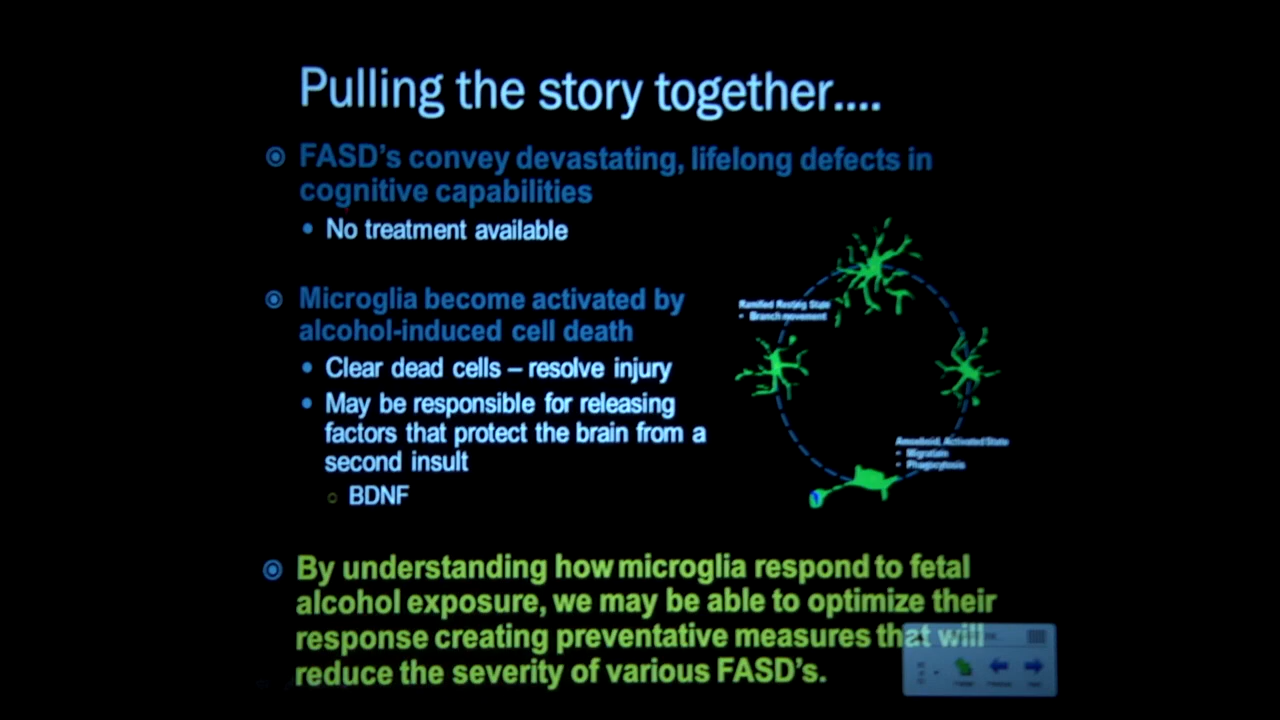 Pulling the story together....
FASD's convey devastating, lifelong defects in
cognitive capabilities
No treatment available
Microglia become activated by
alcohol-induced cell death
Clear dead cells – resolve injury
May be responsible for releasing
factors that protect the brain from a
second insult
BDNF
Ramified Resting State
Branch movement
Amoeboid, Activated State
Migration
Phagocytosis
By understanding how microglia respond to fetal
alcohol exposure, we may be able to optimize their
response creating preventative measures that will
reduce the severity of various FASD's.